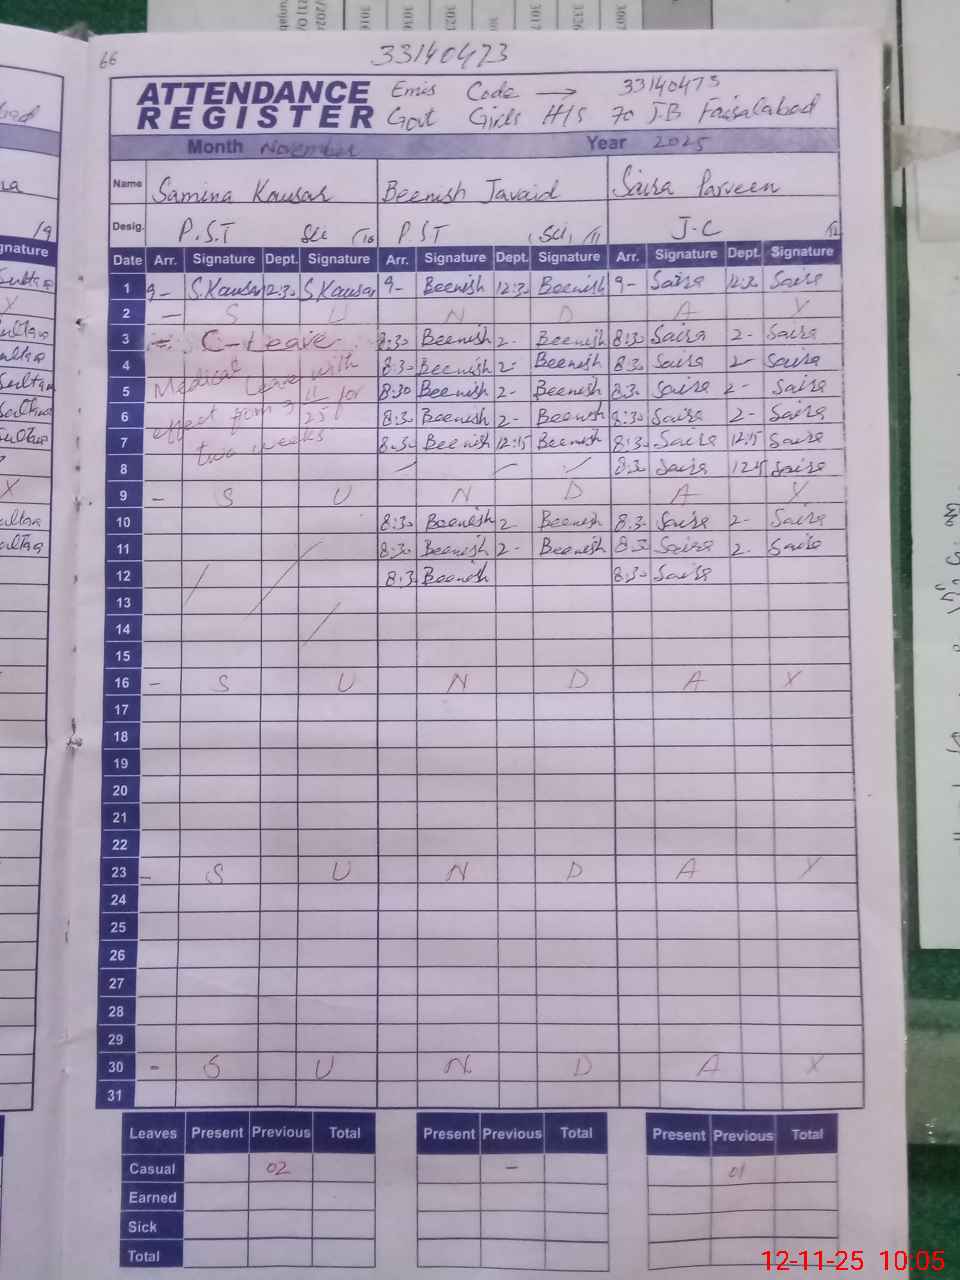 66
33140473
ATTENDANCE REGISTER
Emis Code → 33140473
Govt Girls H/S 70 J.B Faisalabad
Month November Year 2025
Name Samina Kausar Beenish Javaid Saira Parveen
Desig. P.S.T P.S.T J-C
Date Arr. Signature Dept. Signature Arr. Signature Dept. Signature Arr. Signature Dept. Signature
1 9- S.Kausar 12:30 S.Kausar 9- Beenish 12:30 Beenish 9- Saira 12:30 Saira
2 - S U N D A Y
3 C-Leave 8:30 Beenish 2- Beenish 8:30 Saira 2- Saira
4 Medical 8:30 Beenish 2- Beenish 8:30 Saira 2- Saira
5 Leave with 8:30 Beenish 2- Beenish 8:30 Saira 2- Saira
6 effect from 8:30 Beenish 2- Beenish 8:30 Saira 2- Saira
7 for two weeks 8:30 Beenish 12:15 Beenish 8:30 Saira 12:15 Saira
8 8:30 Saira 12:15 Saira
9 - S U N D A Y
10 8:30 Beenish 2 Beenish 8:30 Saira 2- Saira
11 8:30 Beenish 2- Beenish 8:30 Saira 2. Saira
12 8:30 Beenish 8:30 Saira
13
14
15
16 - S U N D A Y
17
18
19
20
21
22
23 - S U N D A Y
24
25
26
27
28
29
30 - S U N D A Y
31
Leaves Present Previous Total Present Previous Total Present Previous Total
Casual 02 - 01
Earned
Sick
Total
12-11-25 10:05